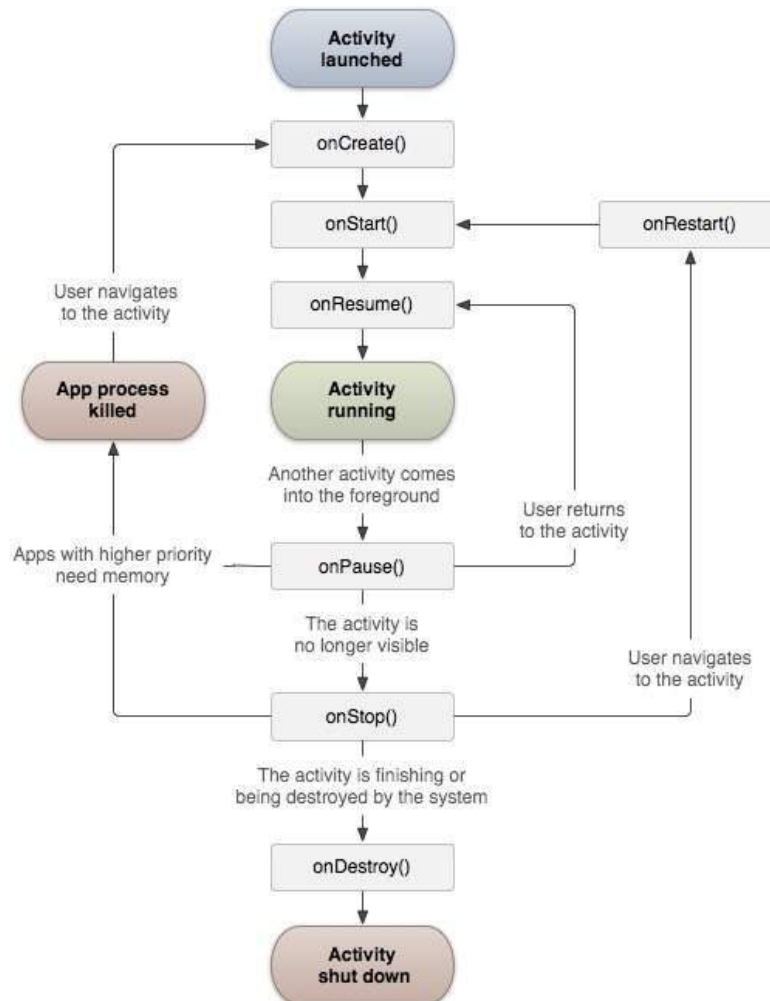 Activity
launched
onCreate()
onStart()
onRestart()
User navigates
to the activity
onResume()
App process
killed
Activity
running
Another activity comes
into the foreground
User returns
to the activity
Apps with higher priority
need memory
onPause()
The activity is
no longer visible
User navigates
to the activity
onStop()
The activity is finishing or
being destroyed by the system
onDestroy()
Activity
shut down